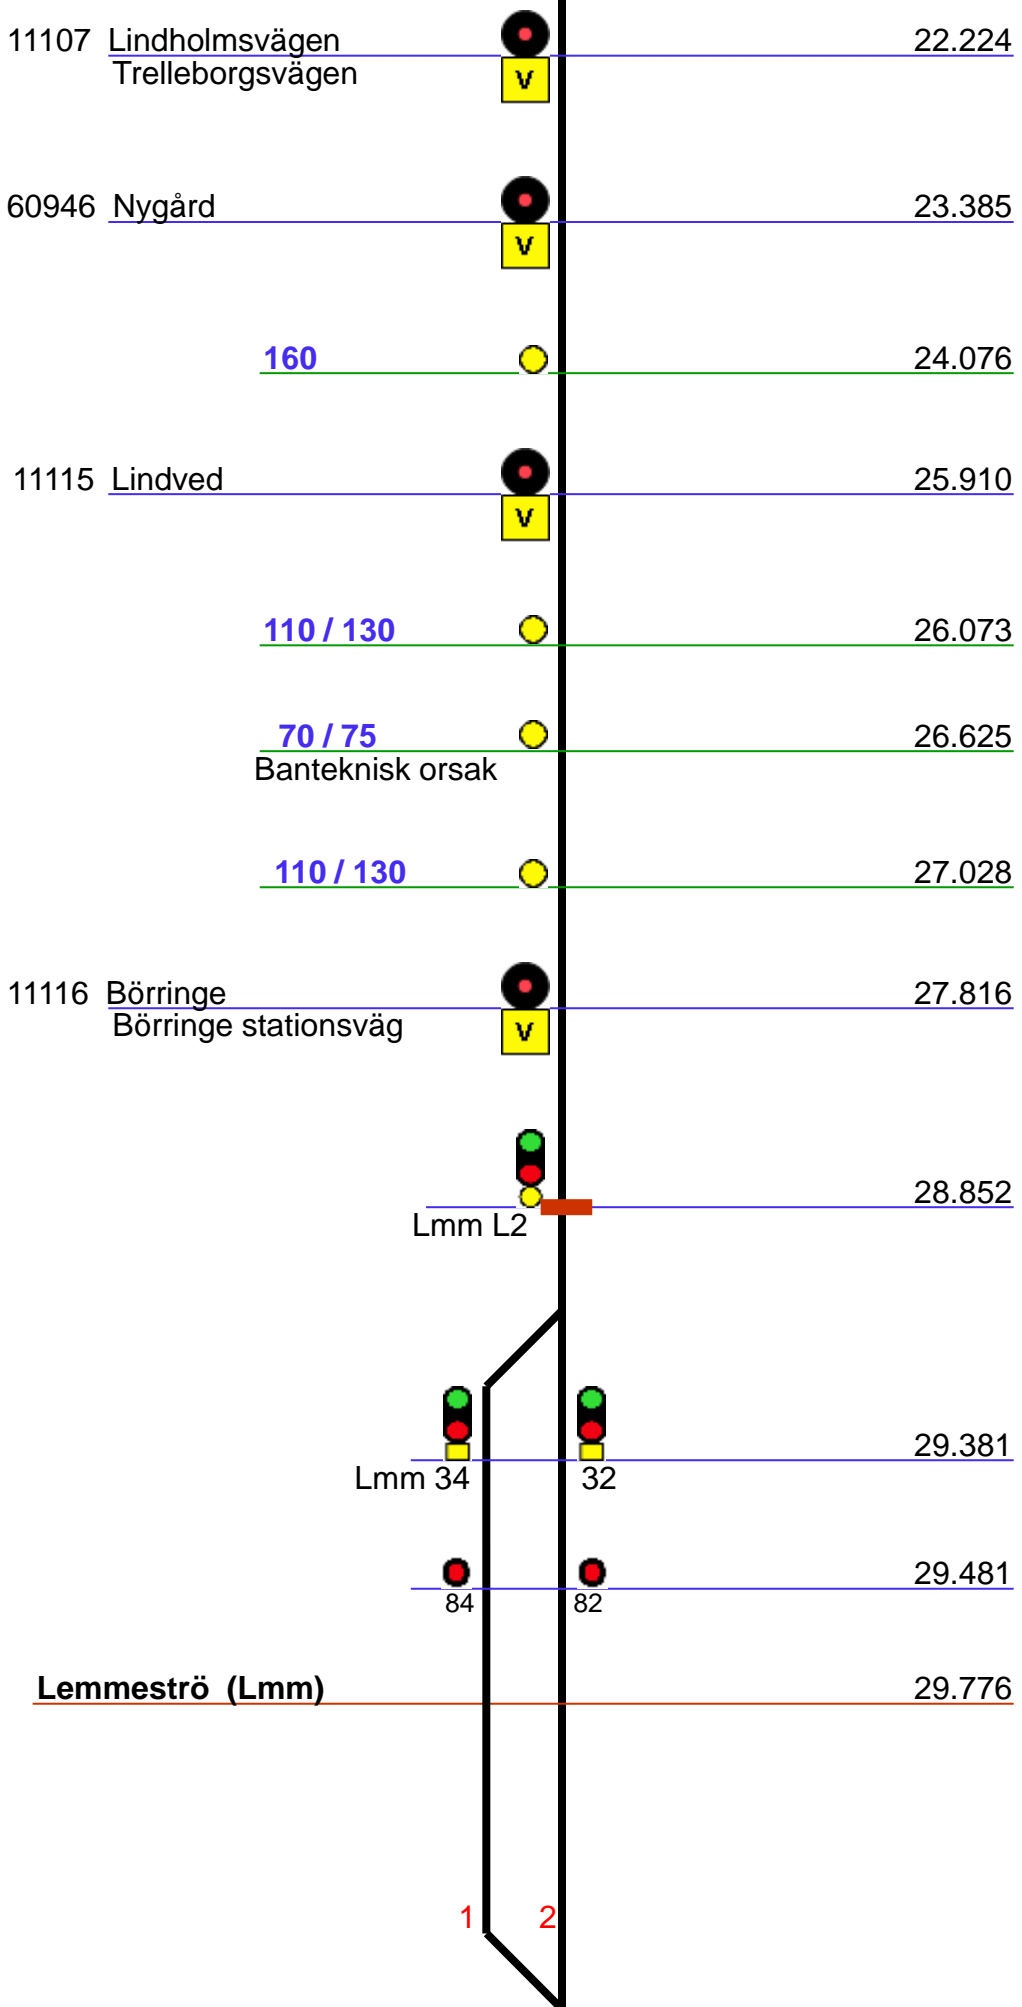 11107 Lindholmsvägen 22.224
Trelleborgsvägen
V
60946 Nygård 23.385
V
160 24.076
11115 Lindved 25.910
V
110 / 130 26.073
70 / 75 26.625
Banteknisk orsak
110 / 130 27.028
11116 Börringe 27.816
Börringe stationsväg
V
28.852
Lmm L2
29.381
Lmm 34 32
29.481
84 82
Lemmeströ (Lmm) 29.776
1 2